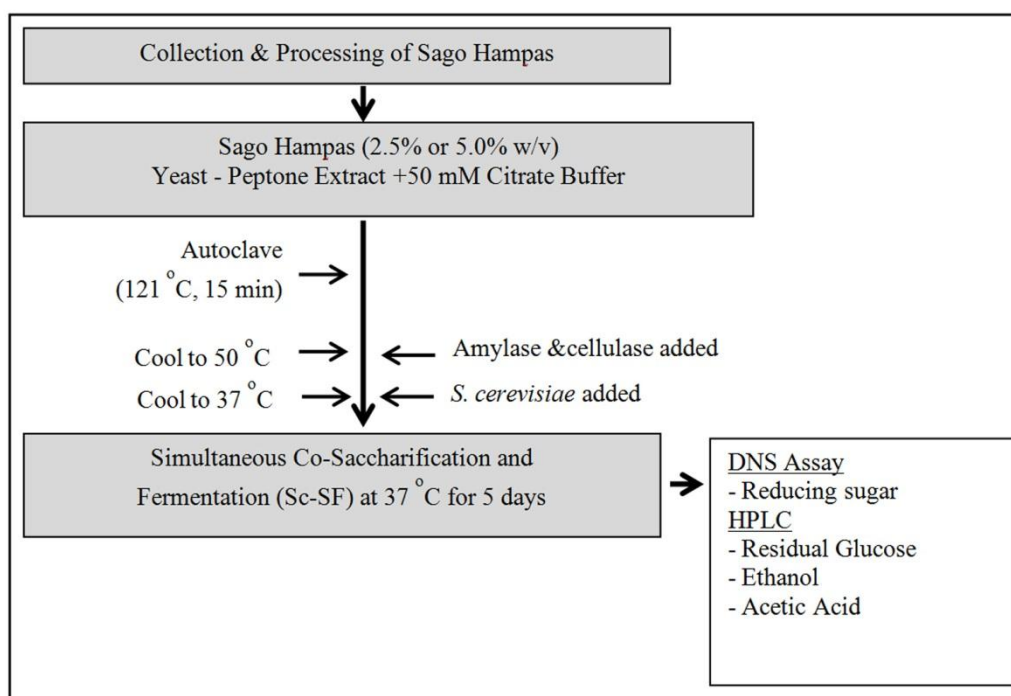 Collection & Processing of Sago Hampas
Sago Hampas (2.5% or 5.0% w/v)
Yeast - Peptone Extract +50 mM Citrate Buffer
Autoclave
(121 °C, 15 min)
Cool to 50 °C
Amylase &cellulase added
Cool to 37 °C
S. cerevisiae added
Simultaneous Co-Saccharification and
Fermentation (Sc-SF) at 37 °C for 5 days
DNS Assay
- Reducing sugar
HPLC
- Residual Glucose
- Ethanol
- Acetic Acid